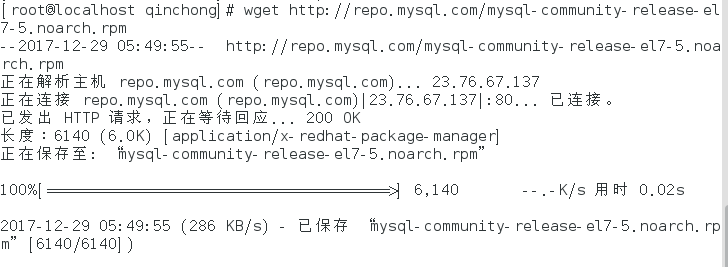 [root@localhost qinchong]# wget http://repo.mysql.com/mysql-community-release-el
7-5.noarch.rpm
--2017-12-29 05:49:55--  http://repo.mysql.com/mysql-community-release-el7-5.noa
rch.rpm
正在解析主机 repo.mysql.com (repo.mysql.com)... 23.76.67.137
正在连接 repo.mysql.com (repo.mysql.com)|23.76.67.137|:80... 已连接。
已发出 HTTP 请求，正在等待回应... 200 OK
长度：6140 (6.0K) [application/x-redhat-package-manager]
正在保存至: “mysql-community-release-el7-5.noarch.rpm”
100%[======================================>] 6,140       --.-K/s 用时 0.02s
2017-12-29 05:49:55 (286 KB/s) - 已保存 “mysql-community-release-el7-5.noarch.rp
m” [6140/6140])